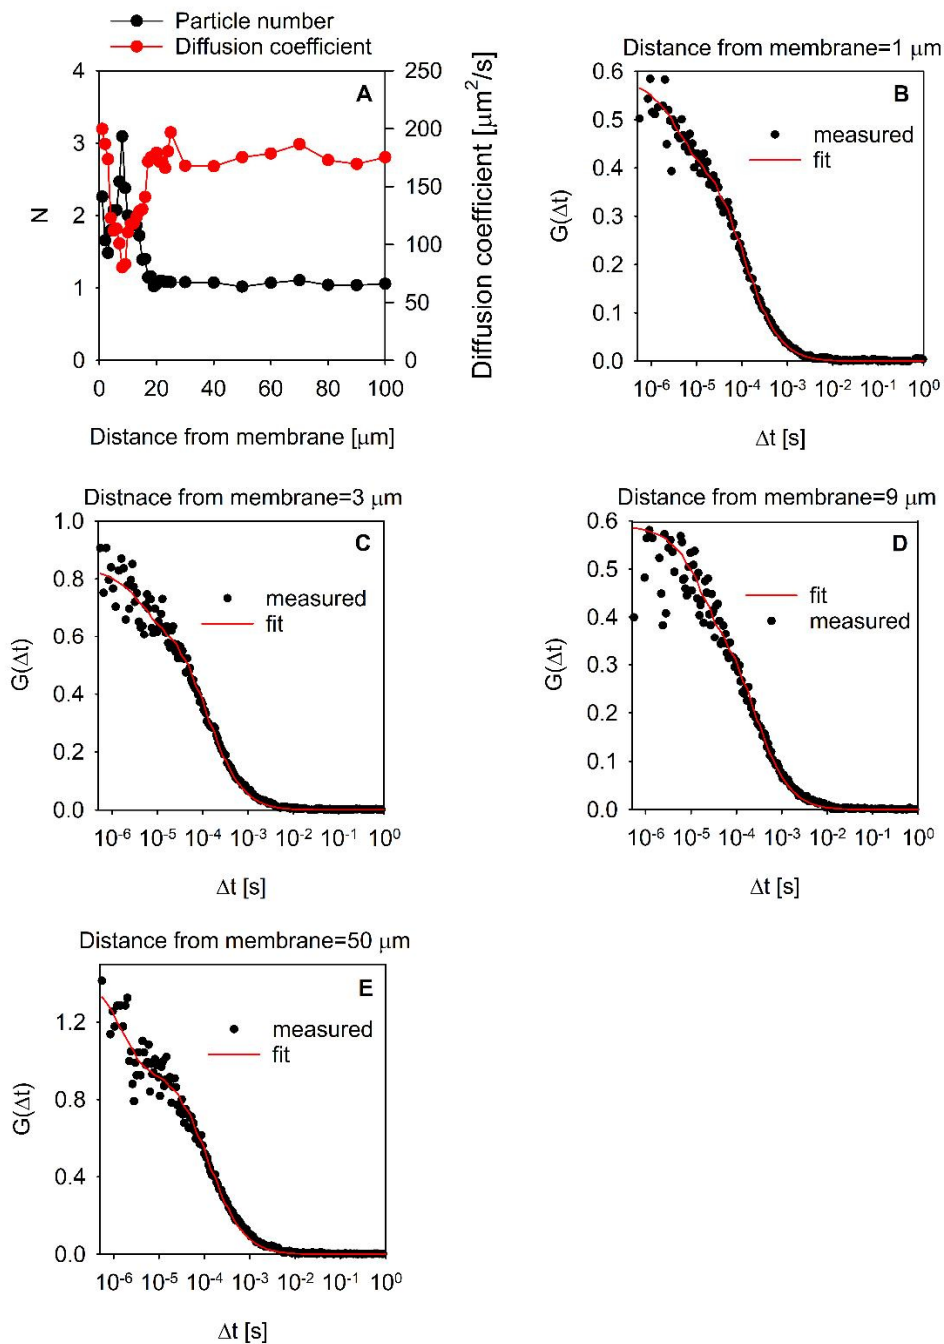 Particle number
Diffusion coefficient
A
4
3
2
1
0
N
250
200
150
100
50
0
Diffusion coefficient [μm²/s]
0 20 40 60 80 100
Distance from membrane [μm]
Distance from membrane=1 μm
B
measured
fit
0.6
0.5
0.4
0.3
0.2
0.1
0.0
G(Δt)
10⁻⁶ 10⁻⁵ 10⁻⁴ 10⁻³ 10⁻² 10⁻¹ 10⁰
Δt [s]
Distnace from membrane=3 μm
C
measured
fit
1.0
0.8
0.6
0.4
0.2
0.0
G(Δt)
10⁻⁶ 10⁻⁵ 10⁻⁴ 10⁻³ 10⁻² 10⁻¹ 10⁰
Δt [s]
Distance from membrane=9 μm
D
fit
measured
0.6
0.5
0.4
0.3
0.2
0.1
0.0
G(Δt)
10⁻⁶ 10⁻⁵ 10⁻⁴ 10⁻³ 10⁻² 10⁻¹ 10⁰
Δt [s]
Distance from membrane=50 μm
E
measured
fit
1.2
0.8
0.4
0.0
G(Δt)
10⁻⁶ 10⁻⁵ 10⁻⁴ 10⁻³ 10⁻² 10⁻¹ 10⁰
Δt [s]